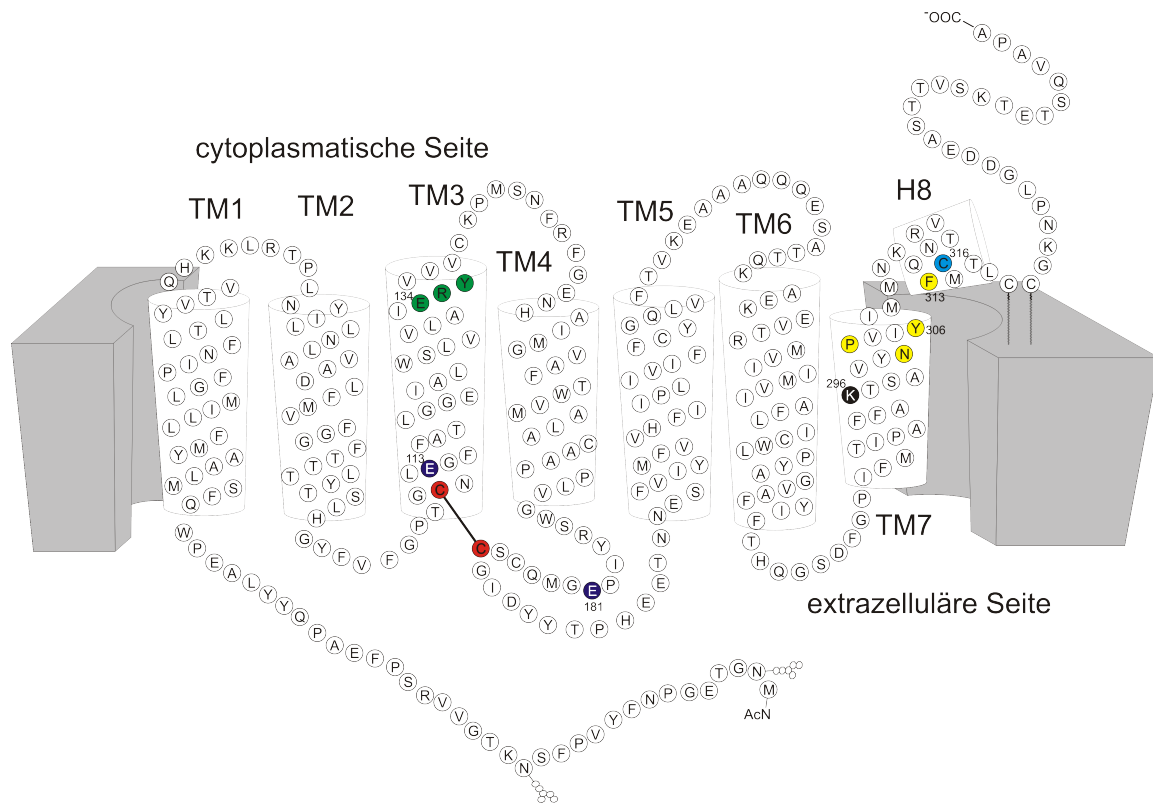 ⁻OOC
A P A V Q S T E T K S V T T S A E D D G L P N K G C C
cytoplasmatische Seite
TM1
TM2
TM3
TM4
TM5
TM6
H8
TM7
Q H K K L R T P L
C K P M S N F R F G
T V K E A A A Q Q Q E S A T T Q K
Y V T V
L T L
P I N F
L G F
L L I M
Y M F
M L A A
Q F S
N L I Y
L N L
A D A V
V M F L
G G F
T T T F
T Y L
H L S
V V V
134
E R Y
I
V L A
W S L V
I A L
L G G E
F A T
113
L E G F
G C N
P T
H N E
G M I A
F A V
M V W T
A L A
P A A C
V L P
F
G Q L V
F C Y
I V I F
I P L
V H F I
M F V
F V I Y
N E S
K E A
R T V E
I V M
I V M I
L F A
L W C I
A Y P
F A V G
F I Y
N K R V
Q N T
C 316
M F M T L
313
I M
P V I Y 306
V Y N
296
K T S A
F F A
T I P A
I F M
W P E A L Y Y Q P A E F P S R V V G T K N S F P V Y F N P G E T G N M
AcN
G Y F V F G
C S C Q M G E P I Y R S W G
181
G I D Y Y T P H E E T N
T H Q G S D F G P
extrazelluläre Seite